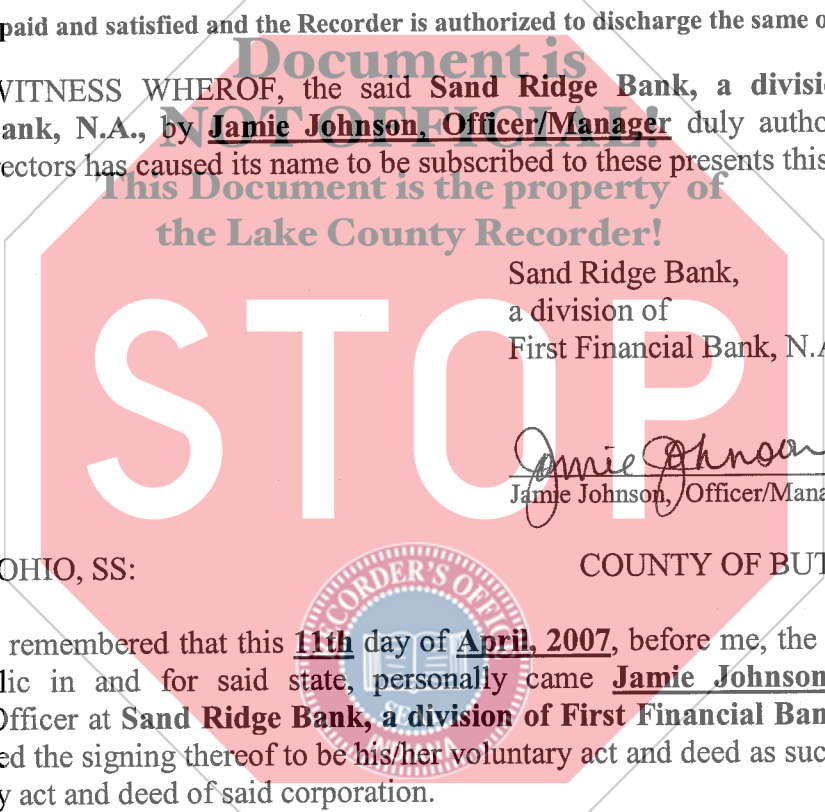 paid and satisfied and the Recorder is authorized to discharge the same o
Document is
WITNESS WHEROF, the said Sand Ridge Bank, a divisi
ank, N.A., by Jamie Johnson, Officer/Manager duly autho
NOT OFFICIAL!
ectors has caused its name to be subscribed to these presents this
This Document is the property of
the Lake County Recorder!
Sand Ridge Bank,
a division of
First Financial Bank, N.A
STOP
Jamie Johnson
Jamie Johnson, Officer/Mana
OHIO, SS:
COUNTY OF BUT
RECORDER'S OFFIC
remembered that this 11th day of April, 2007, before me, the
lic in and for said state, personally came Jamie Johnson
Officer at Sand Ridge Bank, a division of First Financial Ban
ed the signing thereof to be his/her voluntary act and deed as suc
y act and deed of said corporation.